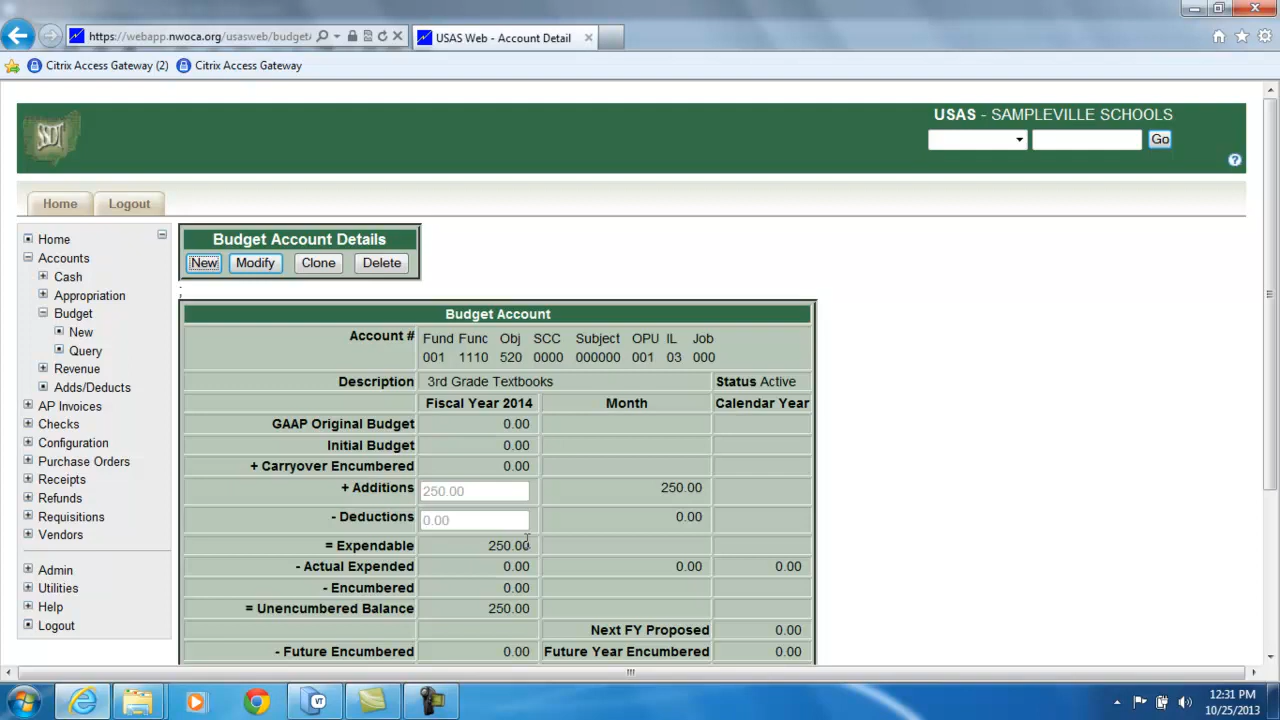 https://webapp.nwoca.org/usasweb/budgeta
USAS Web - Account Detail
Citrix Access Gateway (2)
Citrix Access Gateway
SSDT
USAS - SAMPLEVILLE SCHOOLS
Go
Home
Logout
Home
Accounts
Cash
Appropriation
Budget
New
Query
Revenue
Adds/Deducts
AP Invoices
Checks
Configuration
Purchase Orders
Receipts
Refunds
Requisitions
Vendors
Admin
Utilities
Help
Logout
Budget Account Details
New Modify Clone Delete
;
Budget Account
Account # Fund Func Obj SCC Subject OPU IL Job
001 1110 520 0000 000000 001 03 000
Description 3rd Grade Textbooks Status Active
Fiscal Year 2014 Month Calendar Year
GAAP Original Budget 0.00
Initial Budget 0.00
+ Carryover Encumbered 0.00
+ Additions 250.00 250.00
- Deductions 0.00 0.00
= Expendable 250.00
- Actual Expended 0.00 0.00 0.00
- Encumbered 0.00
= Unencumbered Balance 250.00
Next FY Proposed 0.00
- Future Encumbered 0.00 Future Year Encumbered 0.00
12:31 PM
10/25/2013